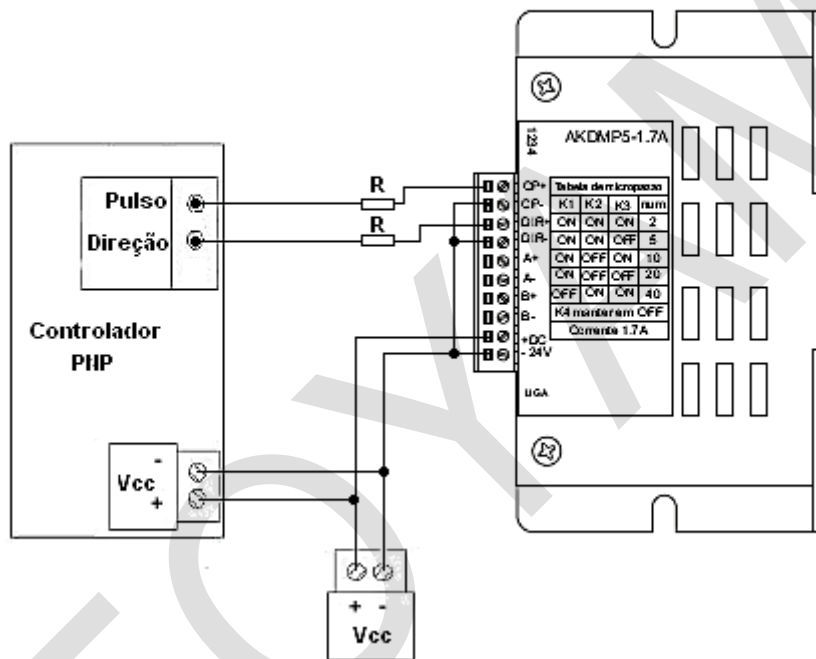 Pulso
Direção
Controlador
PNP
-
Vcc
+
R
R
+ -
Vcc
1234
AKDMP5-1.7A
CP+
CP-
DIR+
DIR-
A+
A-
B+
B-
+DC
- 24V
LIGA
Tabela de micropasso
K1 K2 K3 num
ON ON ON 2
ON ON OFF 5
ON OFF ON 10
ON OFF OFF 20
OFF ON ON 40
K4 manter em OFF
Corrente 1.7A